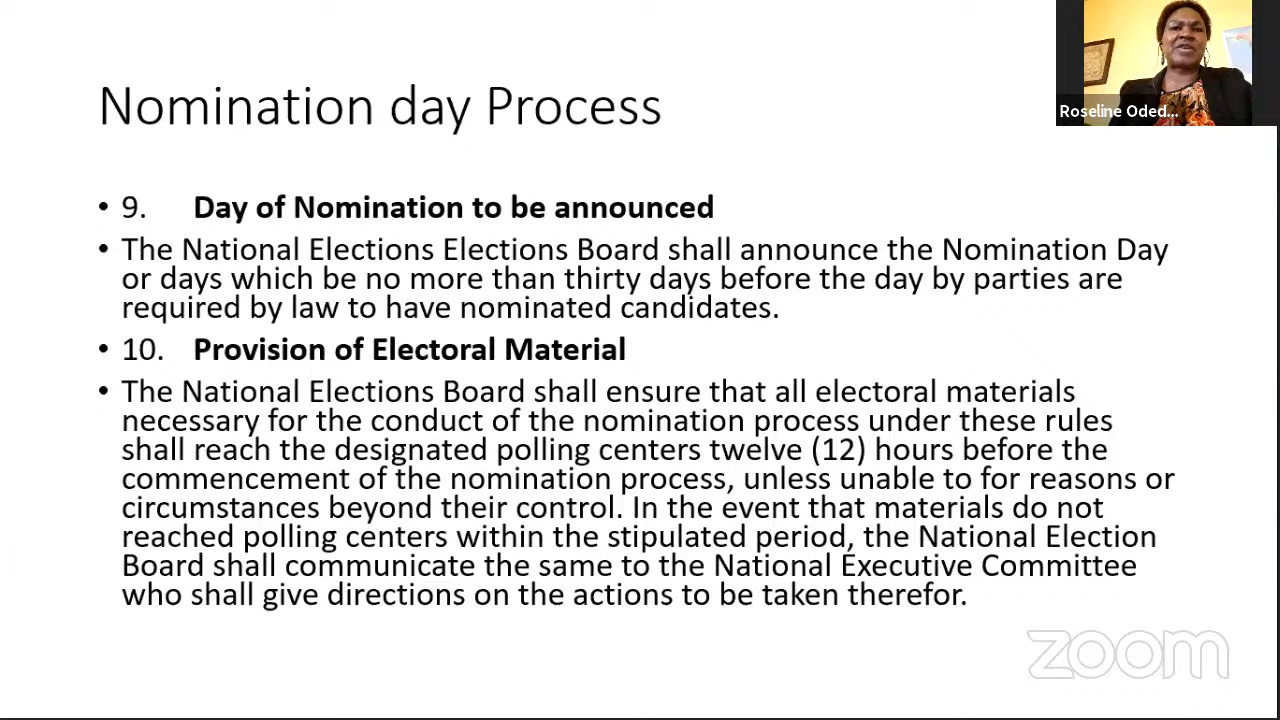 Nomination day Process
Roseline Oded...
• 9. Day of Nomination to be announced
• The National Elections Elections Board shall announce the Nomination Day
or days which be no more than thirty days before the day by parties are
required by law to have nominated candidates.
• 10. Provision of Electoral Material
• The National Elections Board shall ensure that all electoral materials
necessary for the conduct of the nomination process under these rules
shall reach the designated polling centers twelve (12) hours before the
commencement of the nomination process, unless unable to for reasons or
circumstances beyond their control. In the event that materials do not
reached polling centers within the stipulated period, the National Election
Board shall communicate the same to the National Executive Committee
who shall give directions on the actions to be taken therefor.
zoom